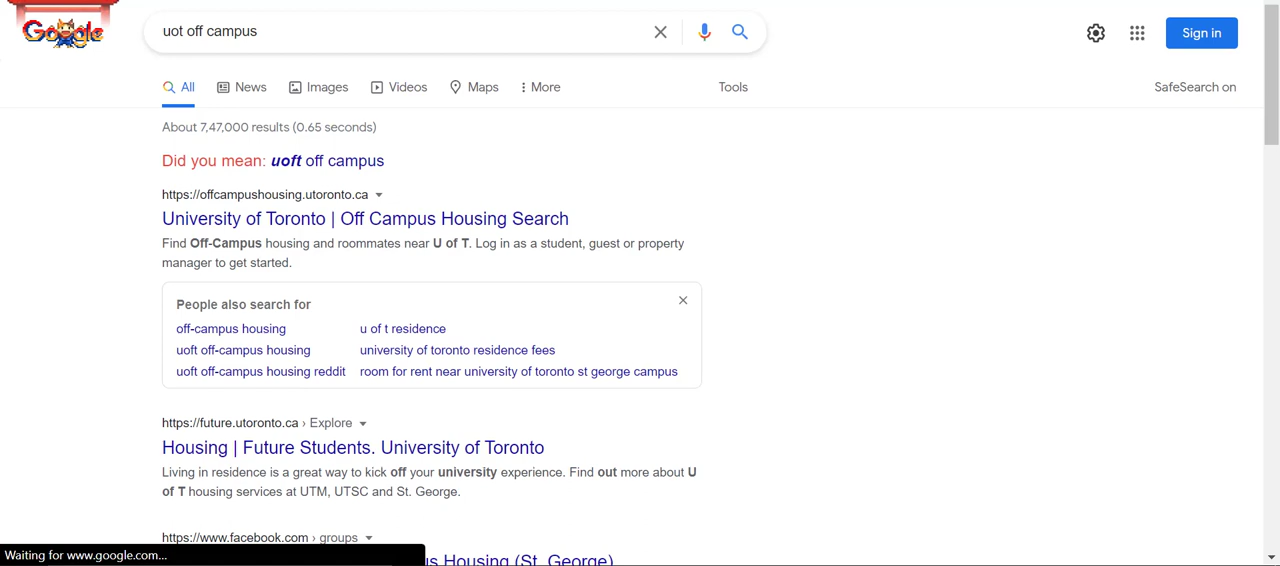 Google
uot off campus
Sign in
All News Images Videos Maps More Tools SafeSearch on
About 7,47,000 results (0.65 seconds)
Did you mean: uoft off campus
https://offcampushousing.utoronto.ca
University of Toronto | Off Campus Housing Search
Find Off-Campus housing and roommates near U of T. Log in as a student, guest or property
manager to get started.
People also search for
off-campus housing u of t residence
uoft off-campus housing university of toronto residence fees
uoft off-campus housing reddit room for rent near university of toronto st george campus
https://future.utoronto.ca › Explore
Housing | Future Students. University of Toronto
Living in residence is a great way to kick off your university experience. Find out more about U
of T housing services at UTM, UTSC and St. George.
https://www.facebook.com › groups
Waiting for www.google.com...
us Housing (St. George)